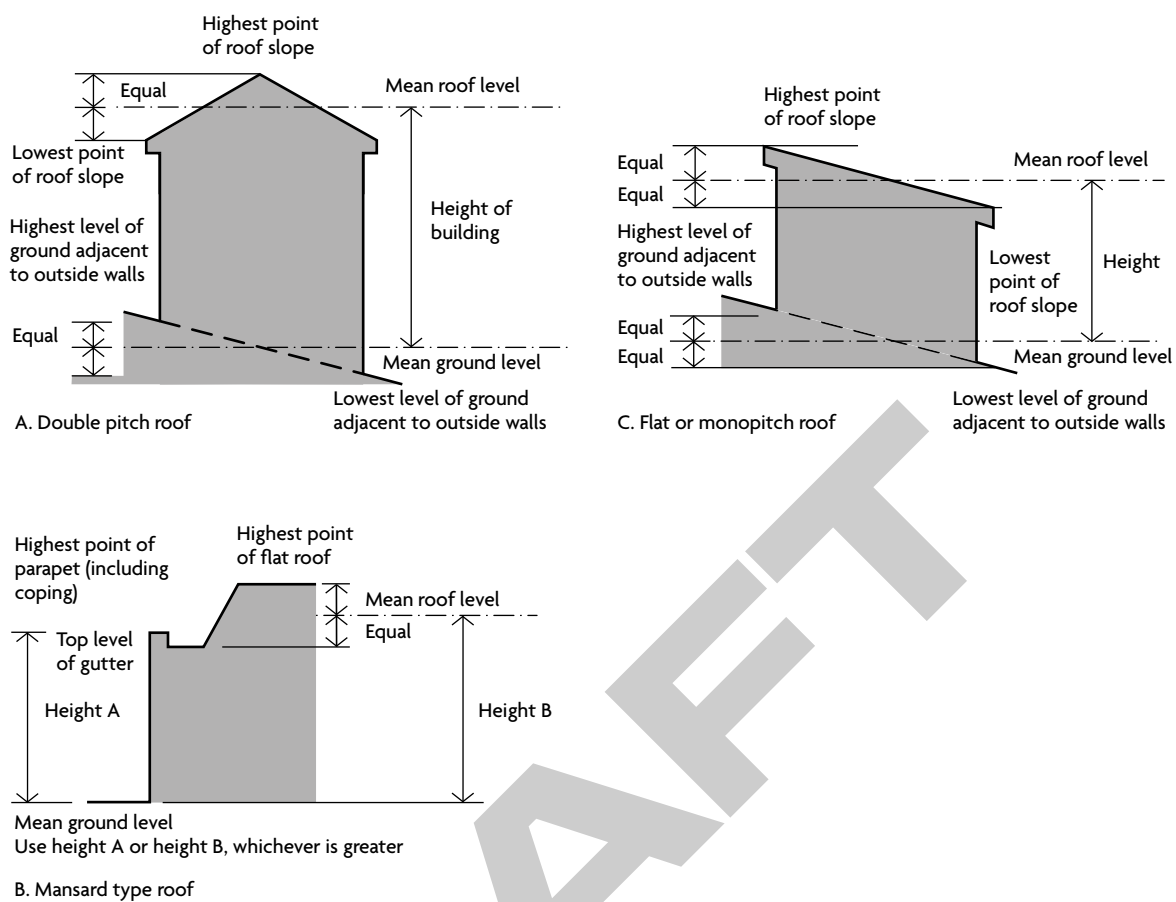 Highest point
of roof slope
Equal
Mean roof level
Lowest point
of roof slope
Highest level of
ground adjacent
to outside walls
Height of
building
Equal
Mean ground level
Lowest level of ground
adjacent to outside walls
A. Double pitch roof
Highest point
of roof slope
Equal
Mean roof level
Equal
Highest level of
ground adjacent
to outside walls
Lowest
point of
roof slope
Height
Equal
Equal
Mean ground level
Lowest level of ground
adjacent to outside walls
C. Flat or monopitch roof
Highest point of
parapet (including
coping)
Highest point
of flat roof
Mean roof level
Equal
Top level
of gutter
Height A
Height B
Mean ground level
Use height A or height B, whichever is greater
B. Mansard type roof
AFT